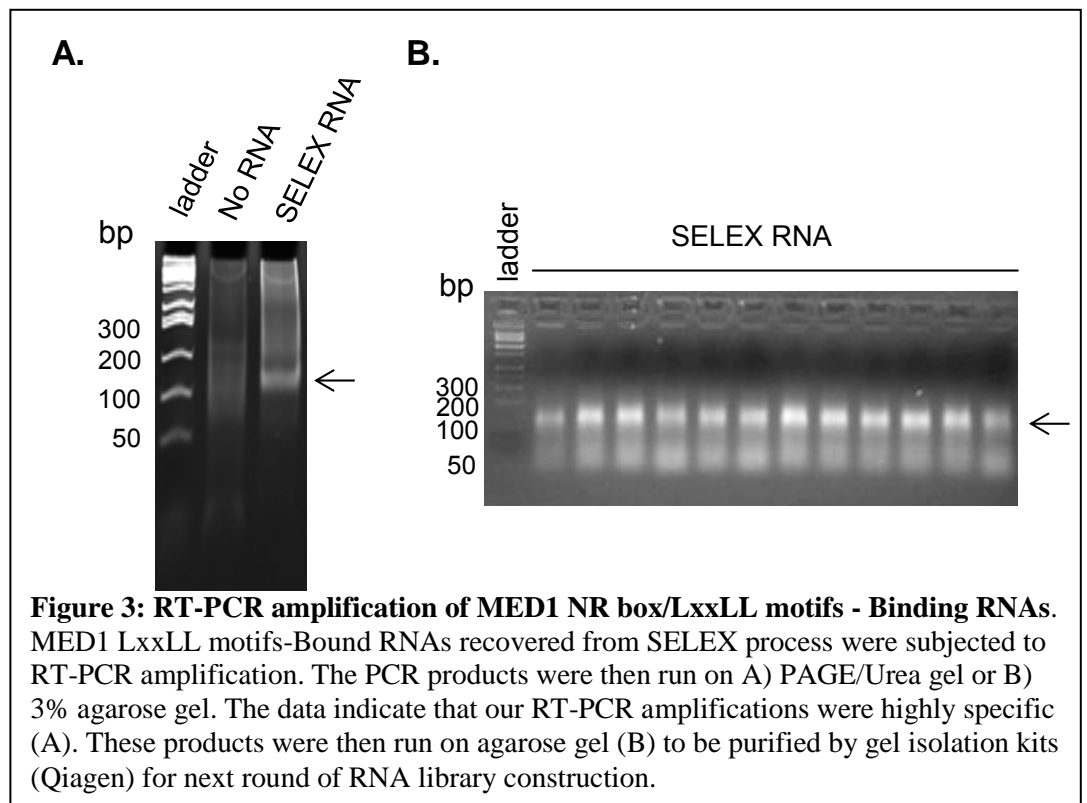 A.
B.
ladder
No RNA
SELEX RNA
bp
300
200
100
50
ladder
SELEX RNA
bp
300
200
100
50
Figure 3: RT-PCR amplification of MED1 NR box/LxxLL motifs - Binding RNAs.
MED1 LxxLL motifs-Bound RNAs recovered from SELEX process were subjected to
RT-PCR amplification. The PCR products were then run on A) PAGE/Urea gel or B)
3% agarose gel. The data indicate that our RT-PCR amplifications were highly specific
(A). These products were then run on agarose gel (B) to be purified by gel isolation kits
(Qiagen) for next round of RNA library construction.